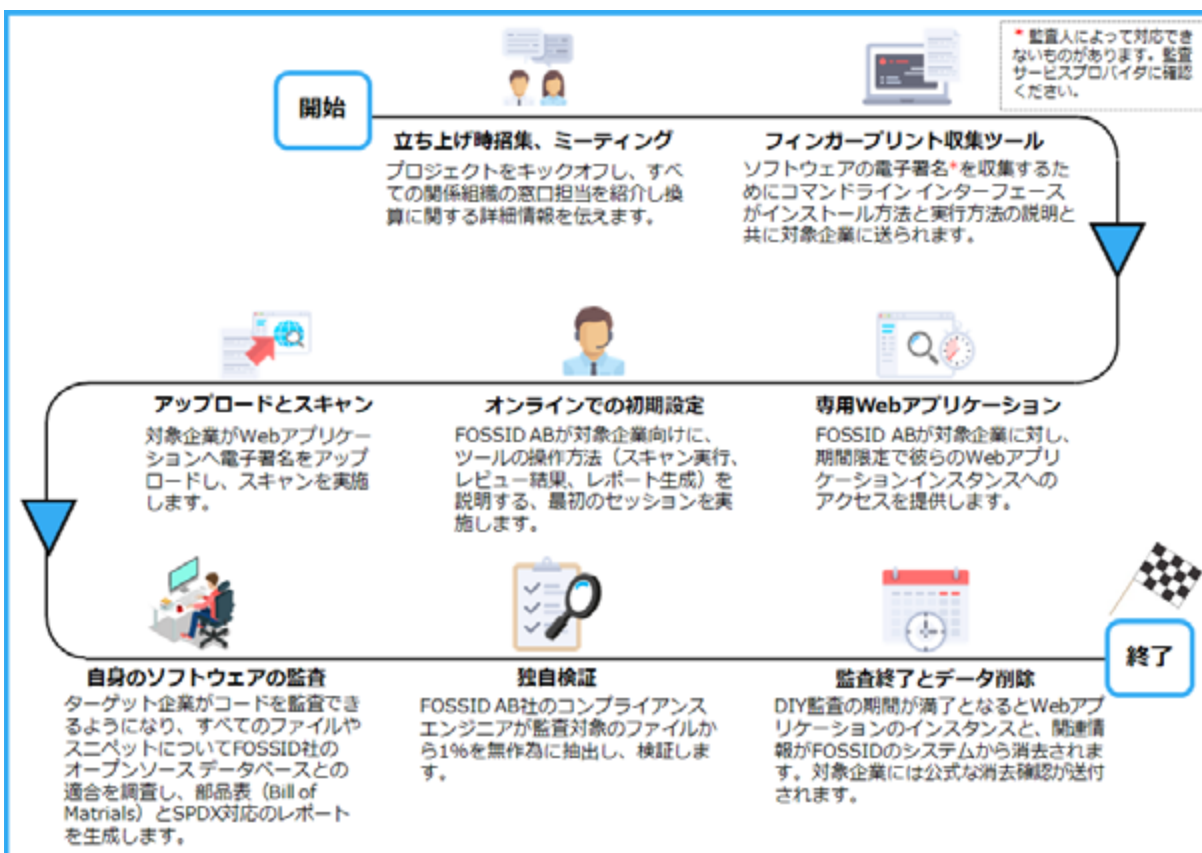 * 監査人によって対応でき
ないものがあります。監査
サービスプロバイダに確認
ください。
開始
立ち上げ時招集、ミーティング
プロジェクトをキックオフし、すべ
ての関係組織の窓口担当を紹介し換
算に関する詳細情報を伝えます。
フィンガープリント収集ツール
ソフトウェアの電子署名*を収集するた
めにコマンドライン インターフェース
がインストール方法と実行方法の説明と
共に対象企業に送られます。
専用Webアプリケーション
FOSSID ABが対象企業に対し、
期間限定で彼らのWebアプリ
ケーションインスタンスへの
アクセスを提供します。
オンラインでの初期設定
FOSSID ABが対象企業向けに、
ツールの操作方法（スキャン実行、
レビュー結果、レポート生成）を
説明する、最初のセッションを実
施します。
アップロードとスキャン
対象企業がWebアプリケー
ションへ電子署名をアップ
ロードし、スキャンを実施
します。
自身のソフトウェアの監査
ターゲット企業がコードを監査でき
るようになり、すべてのファイルや
スニペットについてFOSSID社の
オープンソースデータベースとの
適合を調査し、部品表（Bill of
Matrials）とSPDX対応のレポート
を生成します。
独自検証
FOSSID AB社のコンプライアンス
エンジニアが監査対象のファイルか
ら1%を無作為に抽出し、検証しま
す。
監査終了とデータ削除
DIY監査の期間が満了となるとWebアプ
リケーションのインスタンスと、関連情
報がFOSSIDのシステムから消去されま
す。対象企業には公式な消去確認が送付
されます。
終了